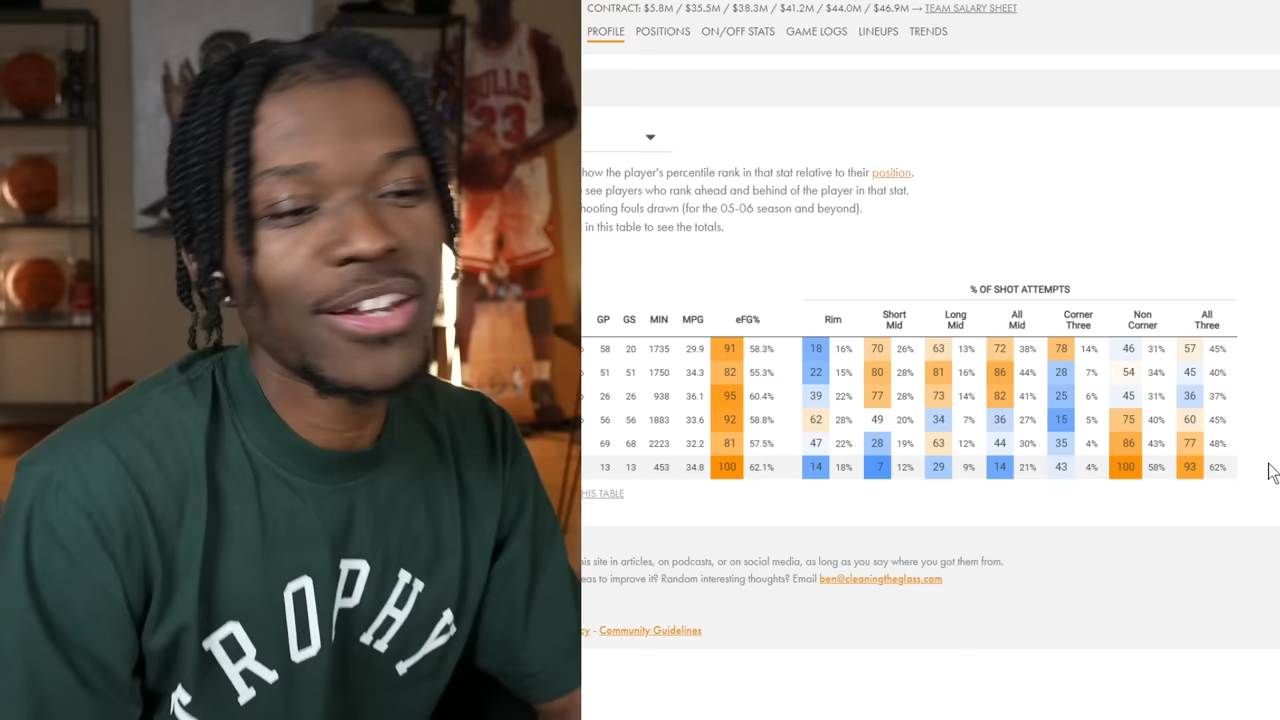 CONTRACT: $5.8M / $35.5M / $38.3M / $41.2M / $44.0M / $46.9M → TEAM SALARY SHEET
PROFILE POSITIONS ON/OFF STATS GAME LOGS LINEUPS TRENDS
how the player's percentile rank in that stat relative to their position.
see players who rank ahead and behind of the player in that stat.
hooting fouls drawn (for the 05-06 season and beyond).
in this table to see the totals.
% OF SHOT ATTEMPTS
GP GS MIN MPG eFG% Rim Short Mid Long Mid All Mid Corner Three Non Corner All Three
58 20 1735 29.9 91 58.3% 18 16% 70 26% 63 13% 72 38% 78 14% 46 31% 57 45%
51 51 1750 34.3 82 55.3% 22 15% 80 28% 81 16% 86 44% 28 7% 54 34% 45 40%
26 26 938 36.1 95 60.4% 39 22% 77 28% 73 14% 82 41% 25 6% 45 31% 36 37%
56 56 1883 33.6 92 58.8% 62 28% 49 20% 34 7% 36 27% 15 5% 75 40% 60 45%
69 68 2223 32.2 81 57.5% 47 22% 28 19% 63 12% 44 30% 35 4% 86 43% 77 48%
13 13 453 34.8 100 62.1% 14 18% 7 12% 29 9% 14 21% 43 4% 100 58% 93 62%
HIS TABLE
his site in articles, on podcasts, or on social media, as long as you say where you got them from.
eas to improve it? Random interesting thoughts? Email ben@cleaningtheglass.com
cy - Community Guidelines
BULLS
23
TROPHY